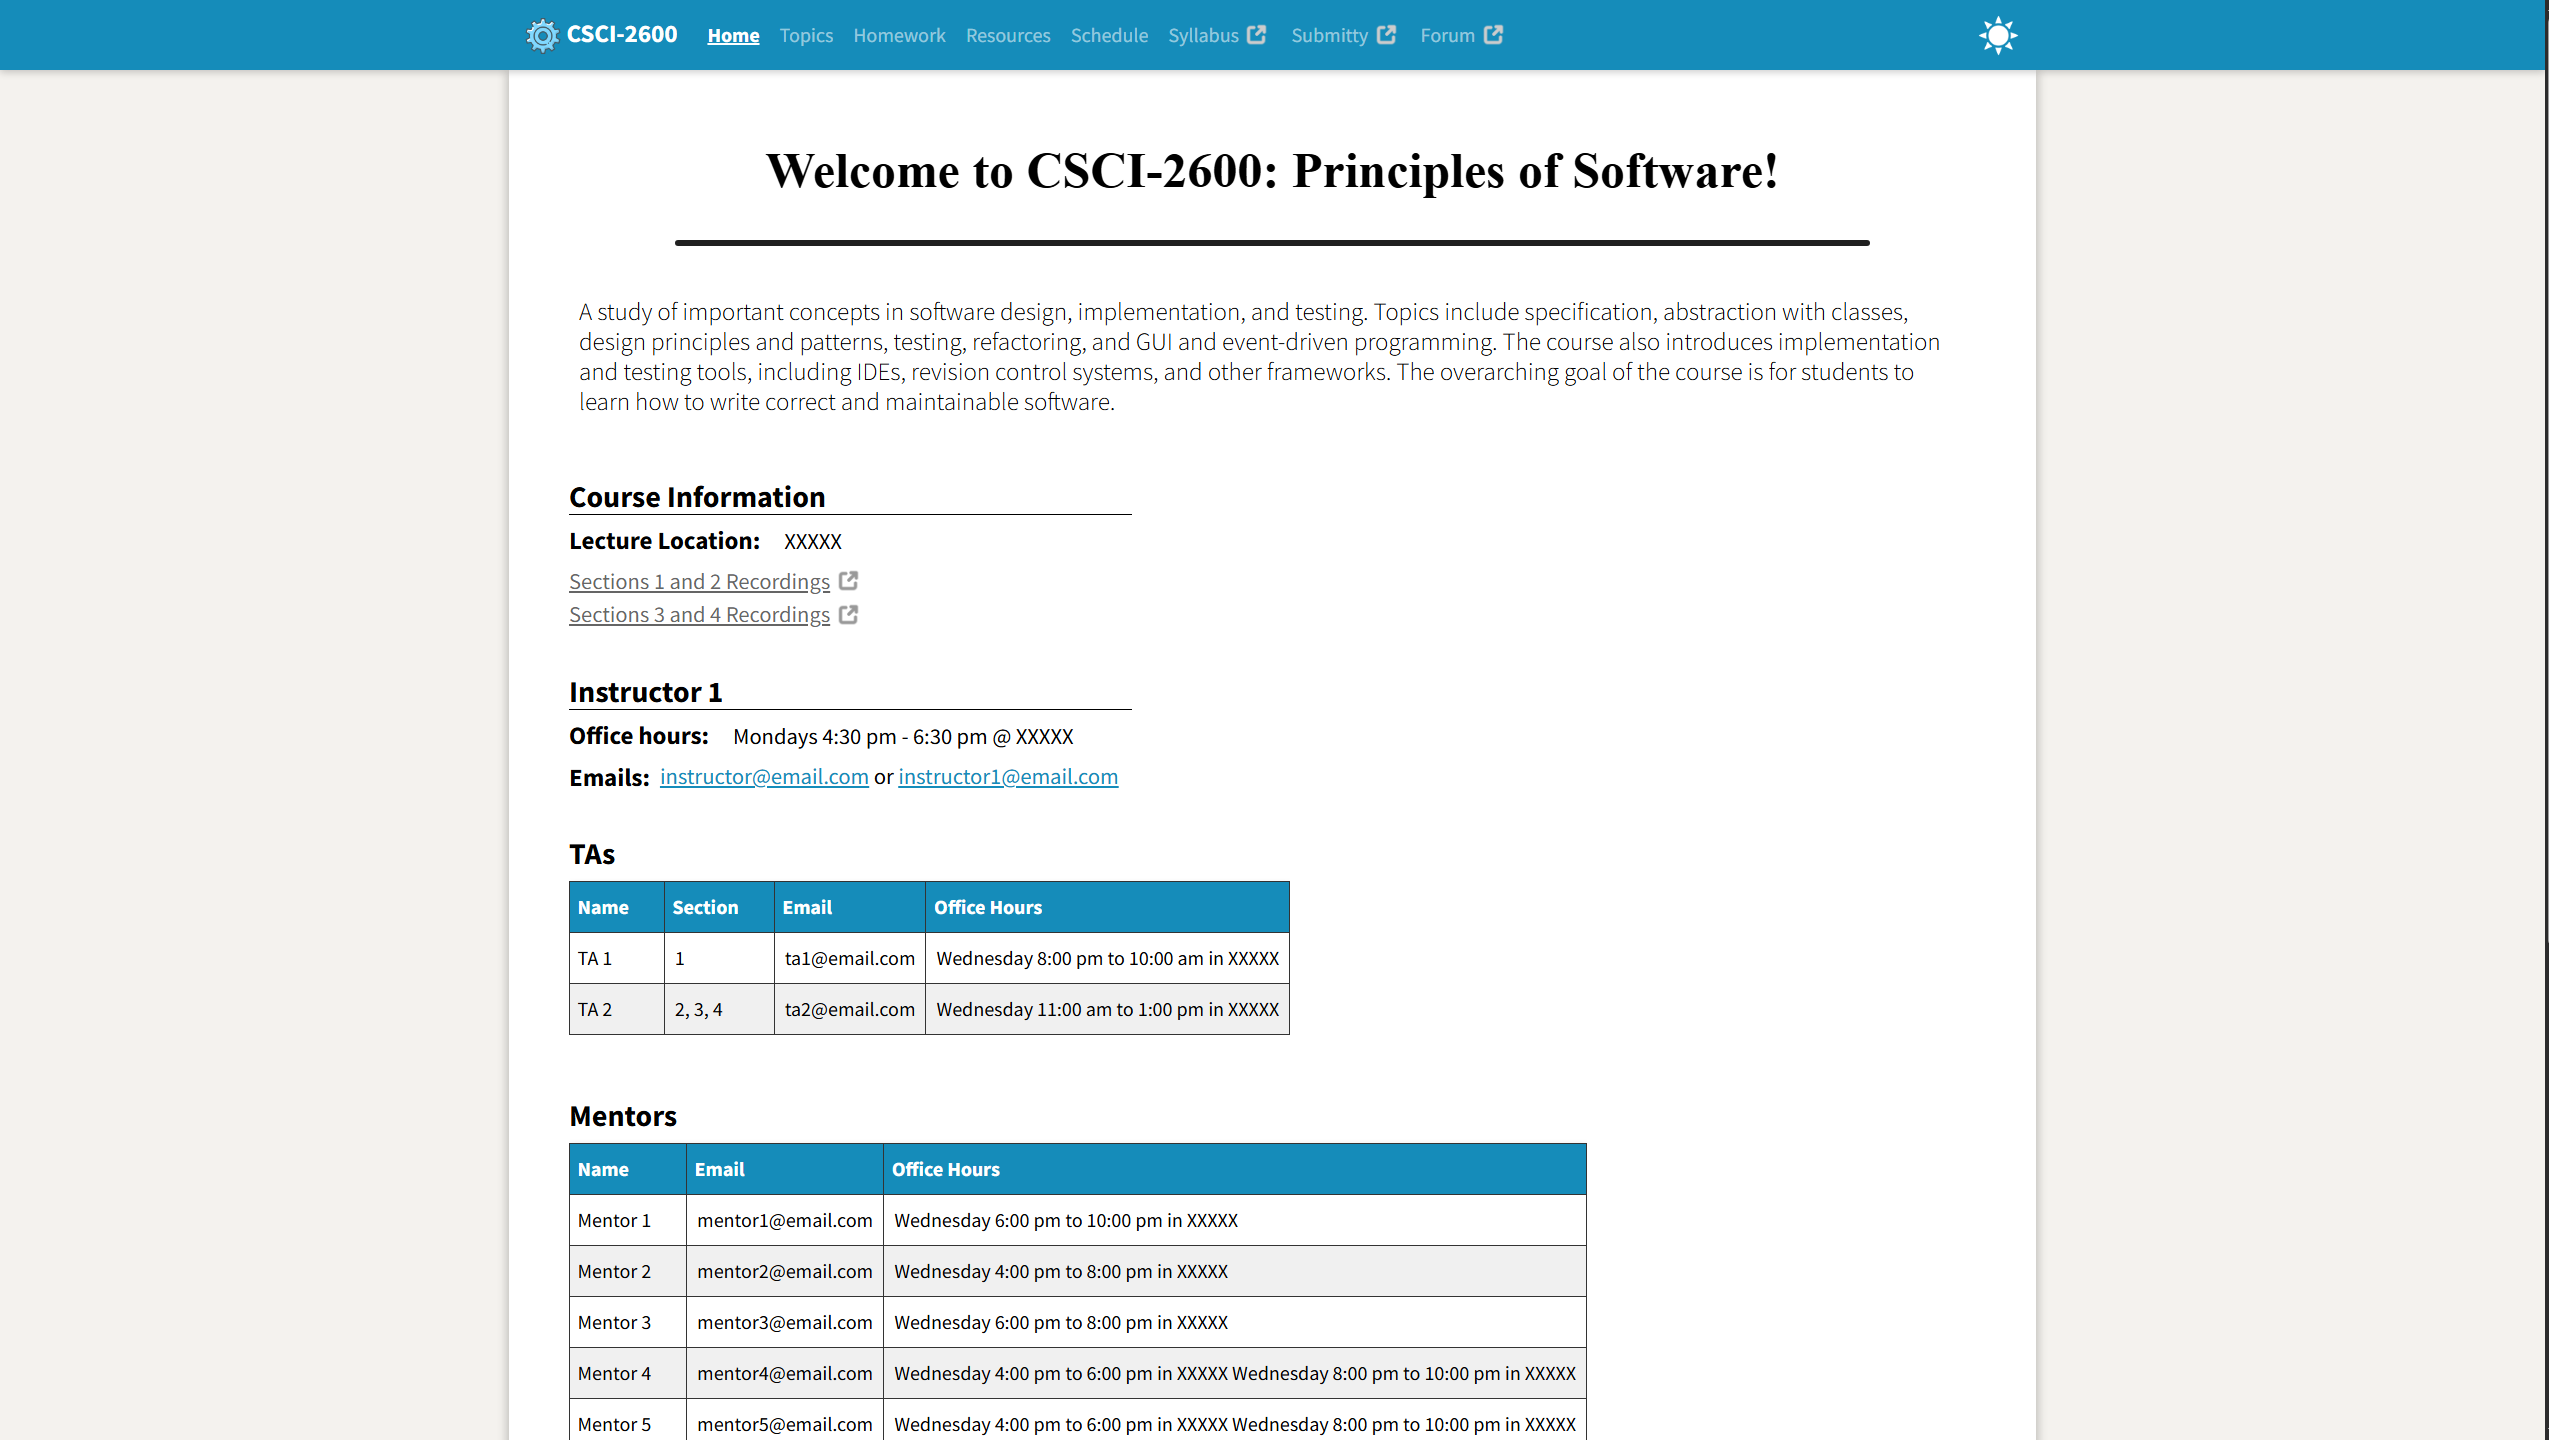 CSCI-2600 Home Topics Homework Resources Schedule Syllabus Submitty Forum
Welcome to CSCI-2600: Principles of Software!
A study of important concepts in software design, implementation, and testing. Topics include specification, abstraction with classes,
design principles and patterns, testing, refactoring, and GUI and event-driven programming. The course also introduces implementation
and testing tools, including IDEs, revision control systems, and other frameworks. The overarching goal of the course is for students to
learn how to write correct and maintainable software.
Course Information
Lecture Location: XXXXX
Sections 1 and 2 Recordings
Sections 3 and 4 Recordings
Instructor 1
Office hours: Mondays 4:30 pm - 6:30 pm @ XXXXX
Emails: instructor@email.com or instructor1@email.com
TAs
Name Section Email Office Hours
TA 1 1 ta1@email.com Wednesday 8:00 pm to 10:00 am in XXXXX
TA 2 2, 3, 4 ta2@email.com Wednesday 11:00 am to 1:00 pm in XXXXX
Mentors
Name Email Office Hours
Mentor 1 mentor1@email.com Wednesday 6:00 pm to 10:00 pm in XXXXX
Mentor 2 mentor2@email.com Wednesday 4:00 pm to 8:00 pm in XXXXX
Mentor 3 mentor3@email.com Wednesday 6:00 pm to 8:00 pm in XXXXX
Mentor 4 mentor4@email.com Wednesday 4:00 pm to 6:00 pm in XXXXX Wednesday 8:00 pm to 10:00 pm in XXXXX
Mentor 5 mentor5@email.com Wednesday 4:00 pm to 6:00 pm in XXXXX Wednesday 8:00 pm to 10:00 pm in XXXXX